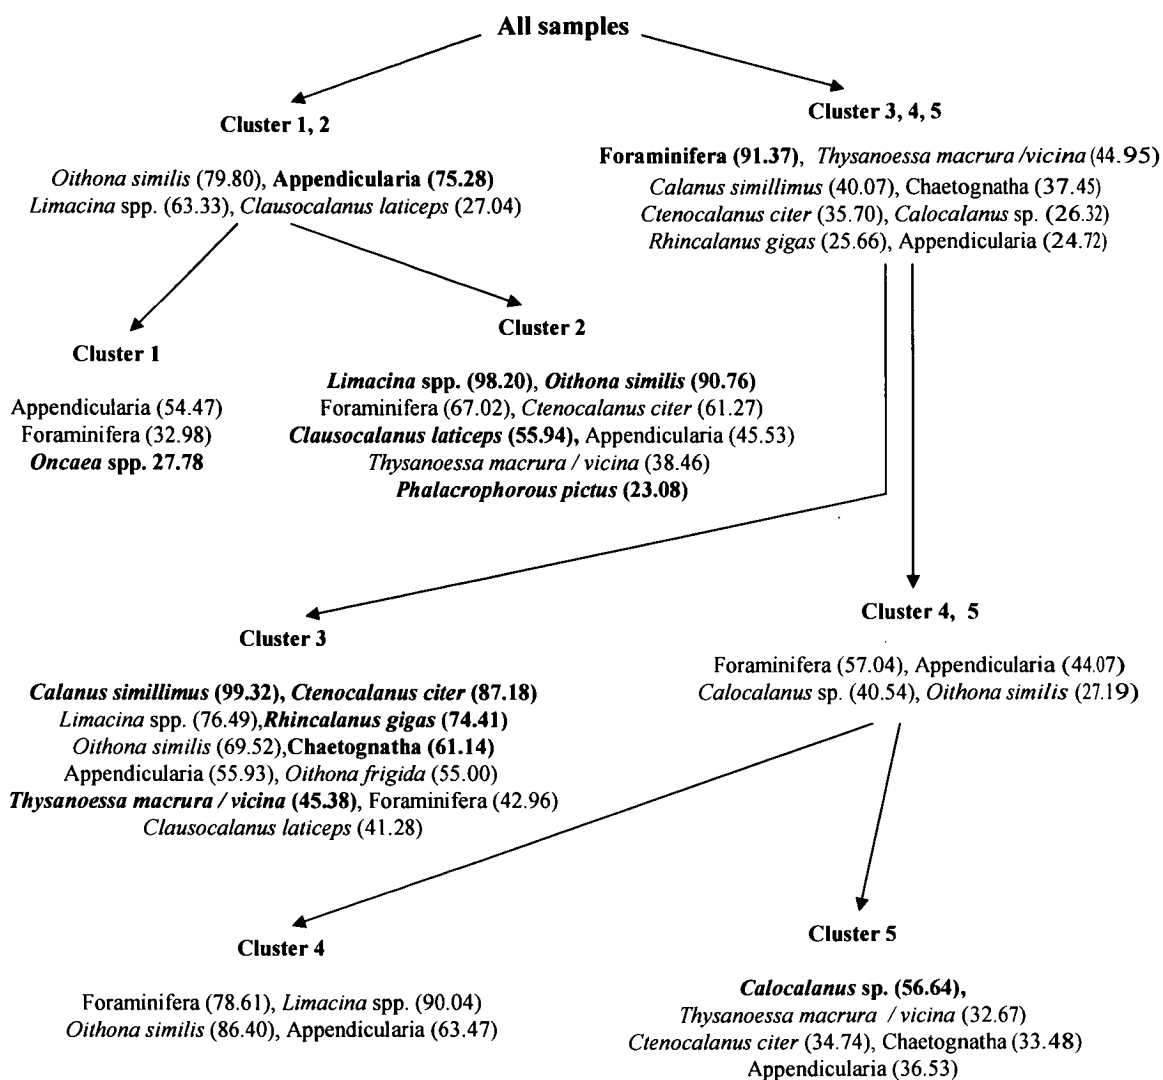 All samples
Cluster 1, 2
Oithona similis (79.80), Appendicularia (75.28)
Limacina spp. (63.33), Clausocalanus laticeps (27.04)
Cluster 3, 4, 5
Foraminifera (91.37), Thysanoessa macrura /vicina (44.95)
Calanus simillimus (40.07), Chaetognatha (37.45)
Ctenocalanus citer (35.70), Calocalanus sp. (26.32)
Rhincalanus gigas (25.66), Appendicularia (24.72)
Cluster 1
Appendicularia (54.47)
Foraminifera (32.98)
Oncaea spp. 27.78
Cluster 2
Limacina spp. (98.20), Oithona similis (90.76)
Foraminifera (67.02), Ctenocalanus citer (61.27)
Clausocalanus laticeps (55.94), Appendicularia (45.53)
Thysanoessa macrura / vicina (38.46)
Phalacrophorous pictus (23.08)
Cluster 3
Calanus simillimus (99.32), Ctenocalanus citer (87.18)
Limacina spp. (76.49),Rhincalanus gigas (74.41)
Oithona similis (69.52),Chaetognatha (61.14)
Appendicularia (55.93), Oithona frigida (55.00)
Thysanoessa macrura / vicina (45.38), Foraminifera (42.96)
Clausocalanus laticeps (41.28)
Cluster 4, 5
Foraminifera (57.04), Appendicularia (44.07)
Calocalanus sp. (40.54), Oithona similis (27.19)
Cluster 4
Foraminifera (78.61), Limacina spp. (90.04)
Oithona similis (86.40), Appendicularia (63.47)
Cluster 5
Calocalanus sp. (56.64),
Thysanoessa macrura / vicina (32.67)
Ctenocalanus citer (34.74), Chaetognatha (33.48)
Appendicularia (36.53)